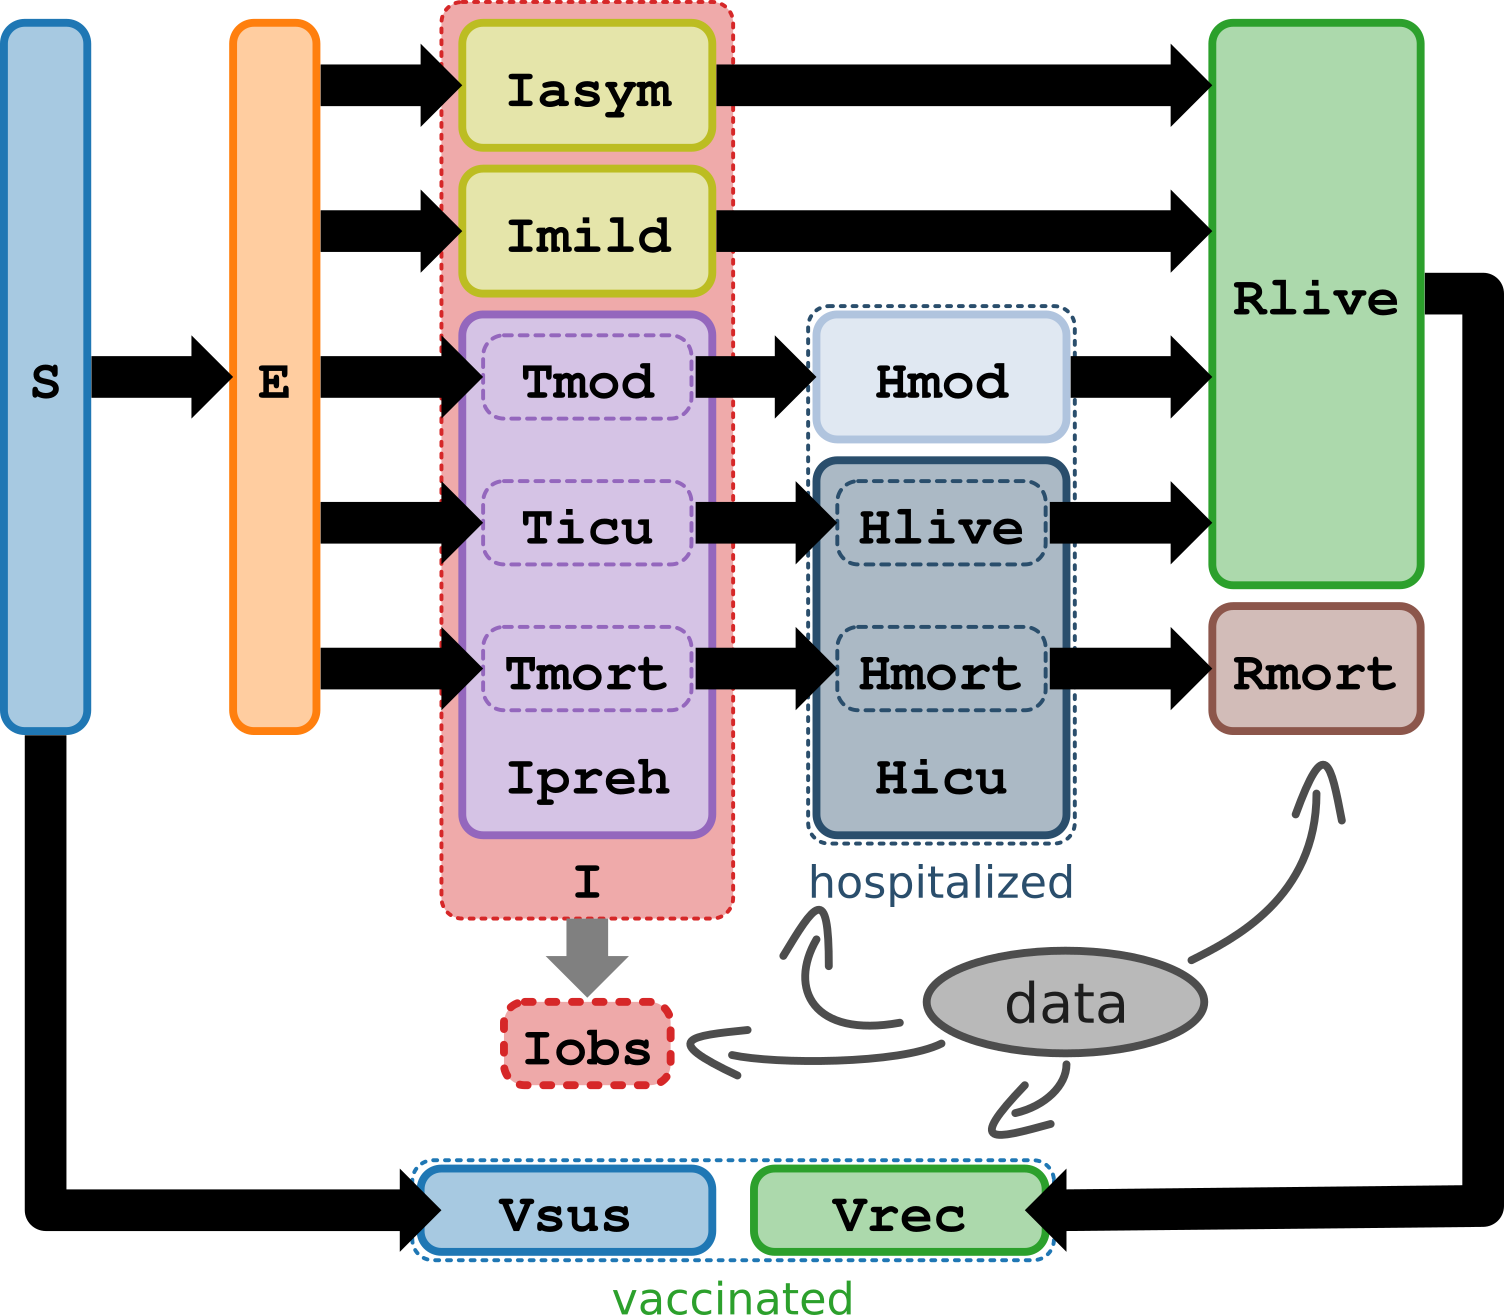 Iasym
Imild
Rlive
S
E
Tmod
Hmod
Ticu
Hlive
Tmort
Hmort
Rmort
Ipreh
Hicu
I
hospitalized
data
Iobs
Vsus
Vrec
vaccinated